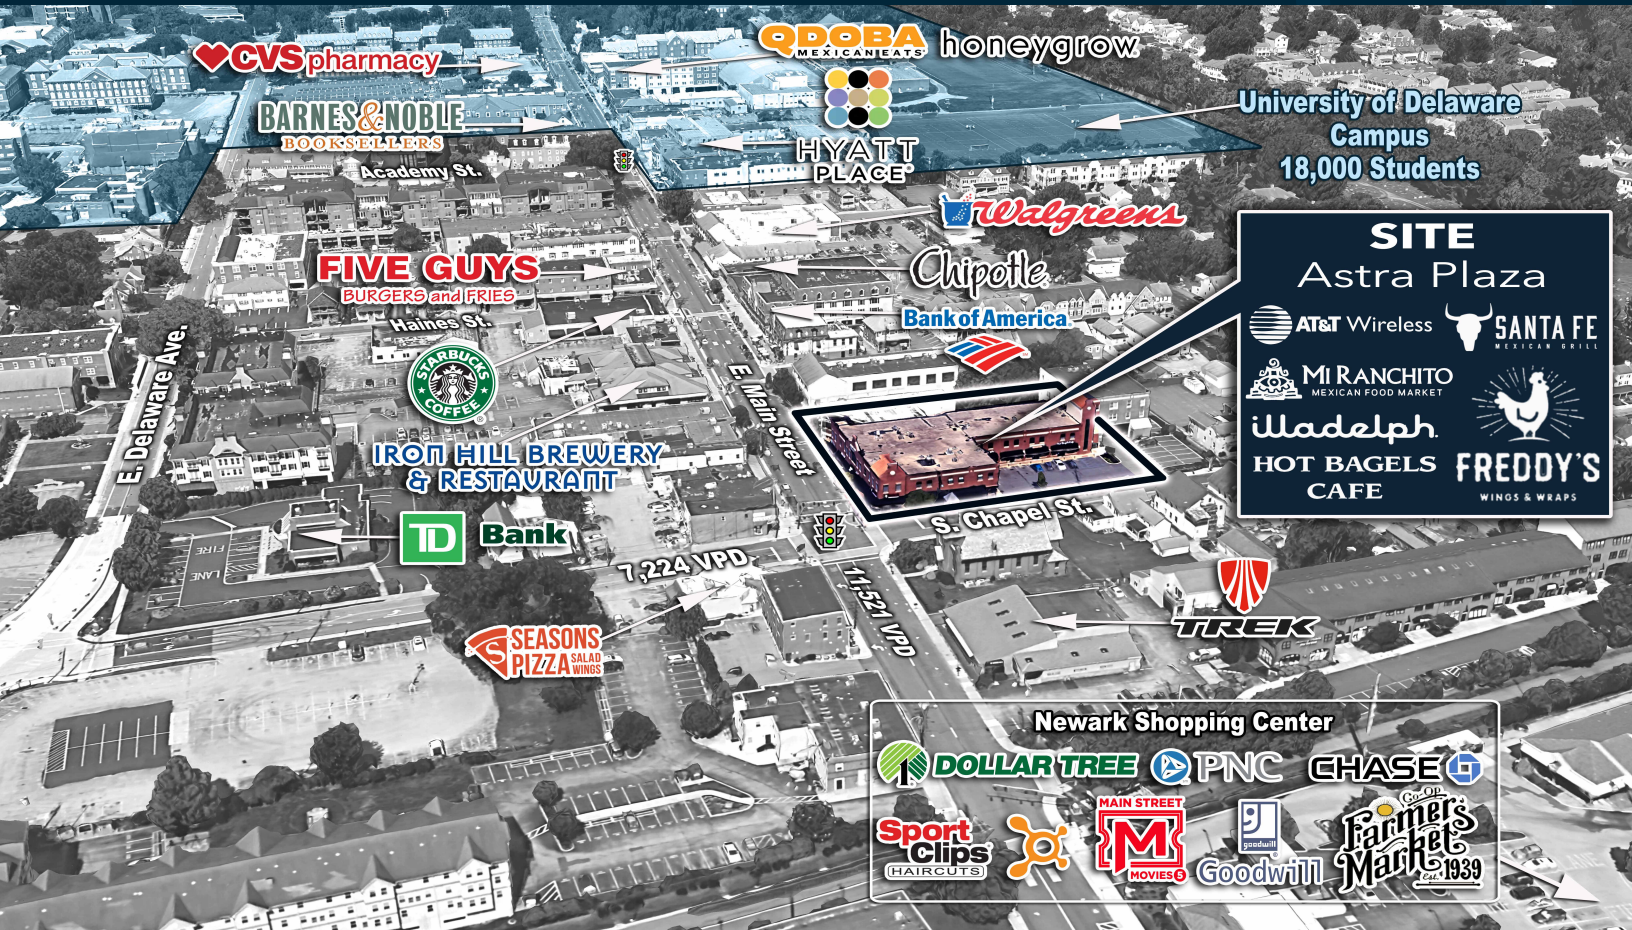 CVS pharmacy
QDOBA
MEXICAN EATS
honeygrow
BARNES & NOBLE
BOOKSELLERS
HYATT
PLACE
University of Delaware
Campus
18,000 Students
Academy St.
Walgreens
SITE
Astra Plaza
AT&T Wireless
SANTA FE
MEXICAN GRILL
MI RANCHITO
MEXICAN FOOD MARKET
illadelph
HOT BAGELS
CAFE
FREDDY'S
WINGS & WRAPS
FIVE GUYS
BURGERS and FRIES
Chipotle
Bank of America
Haines St.
STARBUCKS
COFFEE
E. Delaware Ave.
E. Main Street
IRON HILL BREWERY
& RESTAURANT
TD Bank
FIRE
LANE
S. Chapel St.
7,224 VPD
11,521 VPD
SEASONS
PIZZA
SALAD
WINGS
TREK
Newark Shopping Center
DOLLAR TREE
PNC
CHASE
Sport
Clips
HAIRCUTS
MAIN STREET
M
MOVIES 5
goodwill
Goodwill
Co-Op
Farmers
Market
Est. 1939